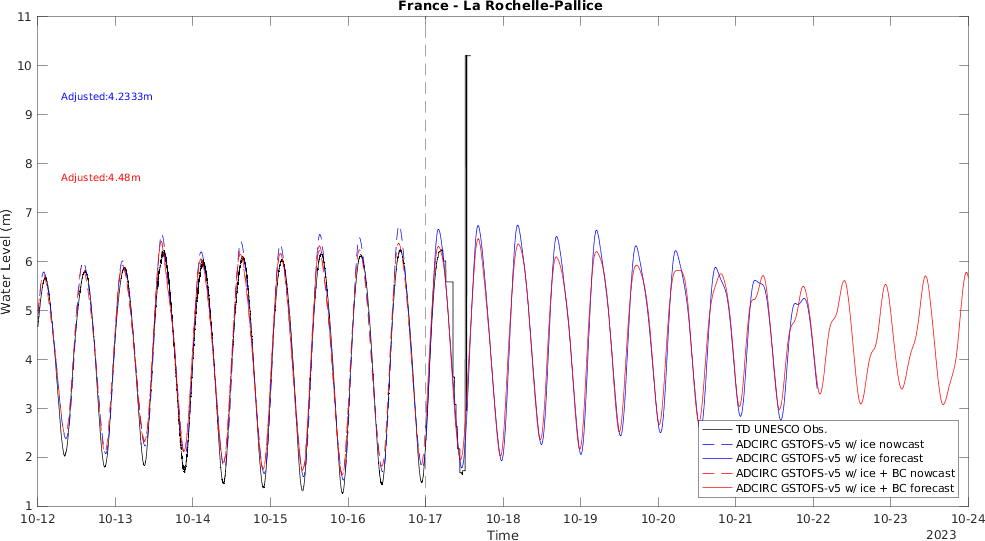 France - La Rochelle-Pallice
11
10
9
8
7
6
5
4
3
2
1
Water Level (m)
Adjusted:4.2333m
Adjusted:4.48m
TD UNESCO Obs.
ADCIRC GSTOFS-v5 w/ ice nowcast
ADCIRC GSTOFS-v5 w/ ice forecast
ADCIRC GSTOFS-v5 w/ ice + BC nowcast
ADCIRC GSTOFS-v5 w/ ice + BC forecast
10-12 10-13 10-14 10-15 10-16 10-17 10-18 10-19 10-20 10-21 10-22 10-23 10-24
Time
2023